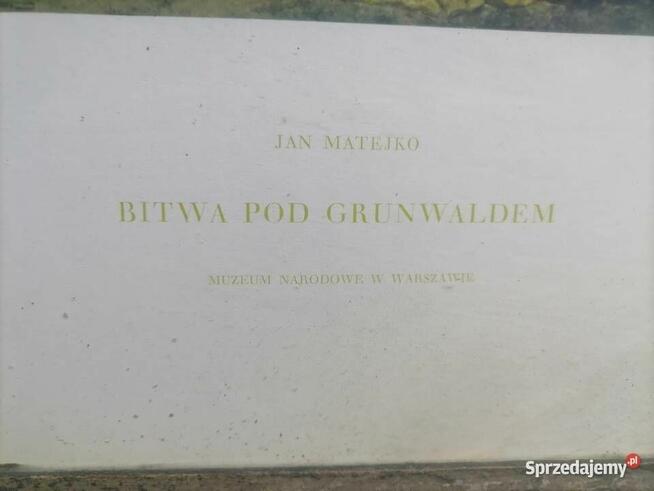 JAN MATEJKO
BITWA POD GRUNWALDEM
MUZEUM NARODOWE W WARSZAWIE
Sprzedajemy.pl